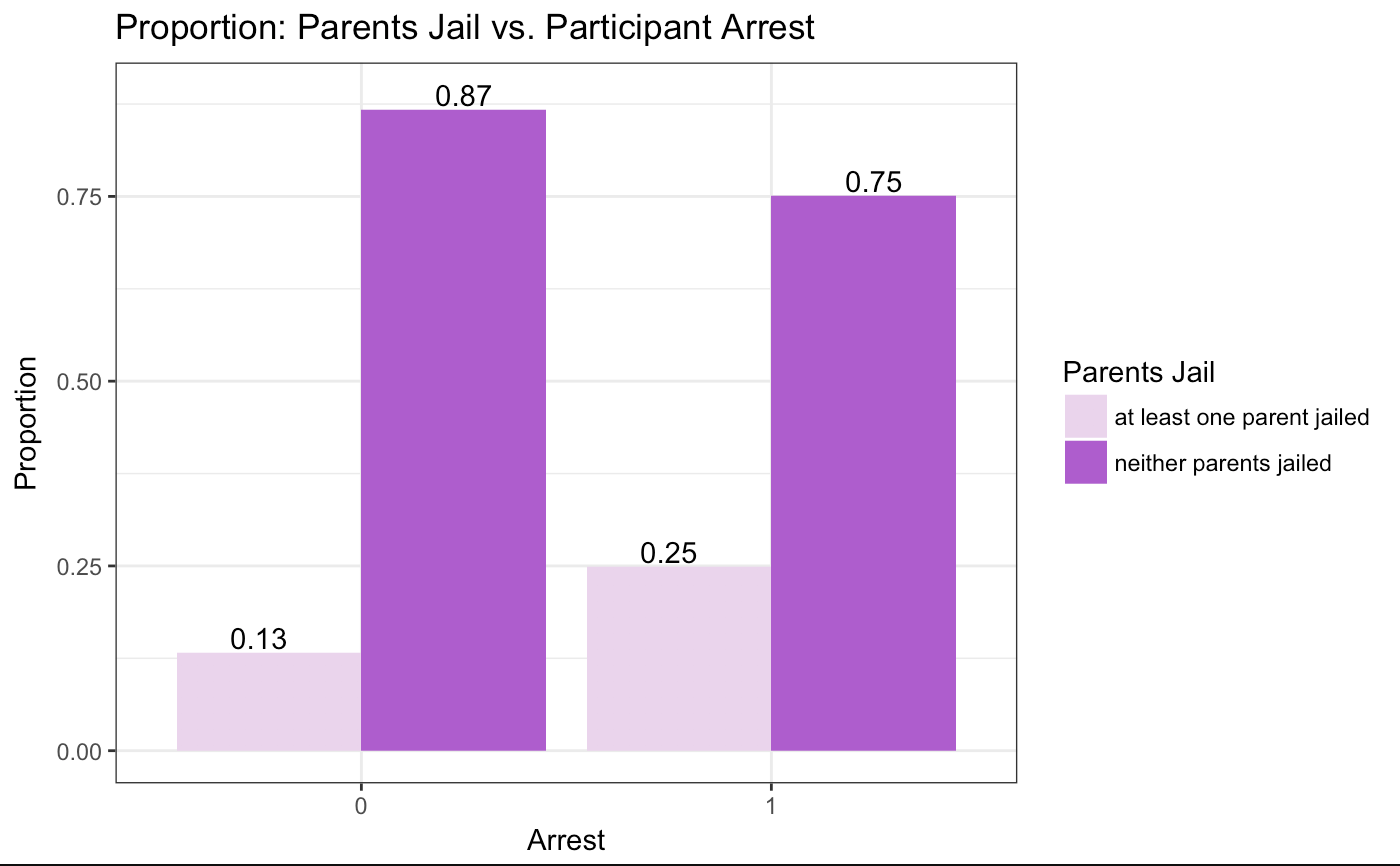 Proportion: Parents Jail vs. Participant Arrest
0.87
0.75
0.25
0.13
0.75
0.50
0.25
0.00
Proportion
0
1
Arrest
Parents Jail
at least one parent jailed
neither parents jailed